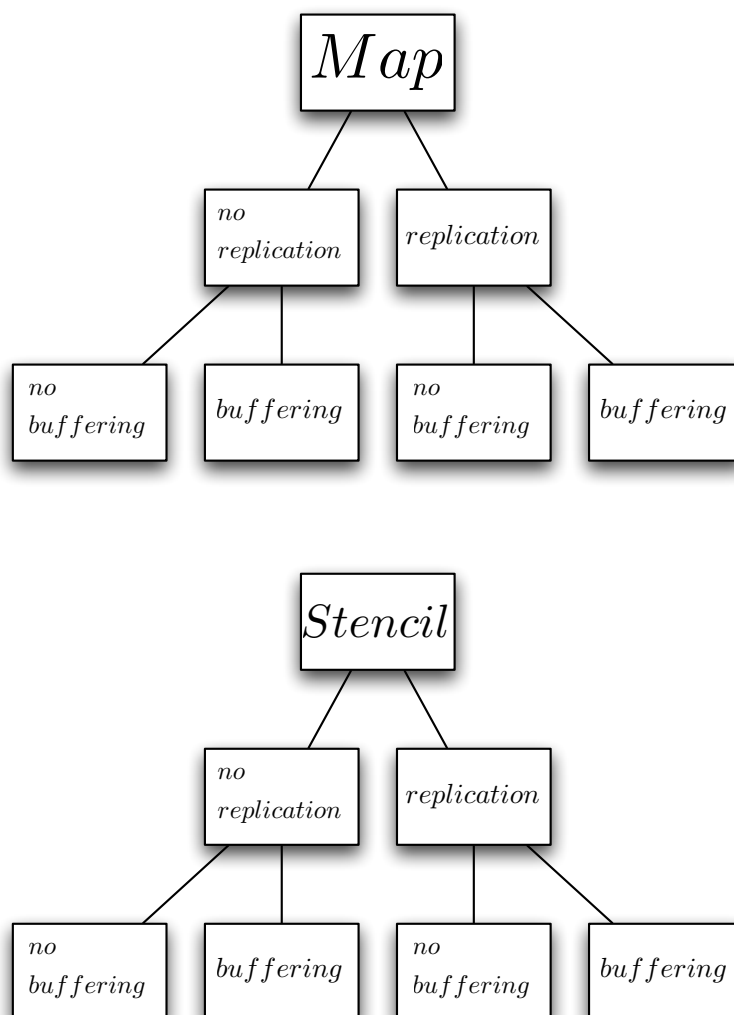 Map
no
replication
replication
no
buffering
buffering
no
buffering
buffering
Stencil
no
replication
replication
no
buffering
buffering
no
buffering
buffering